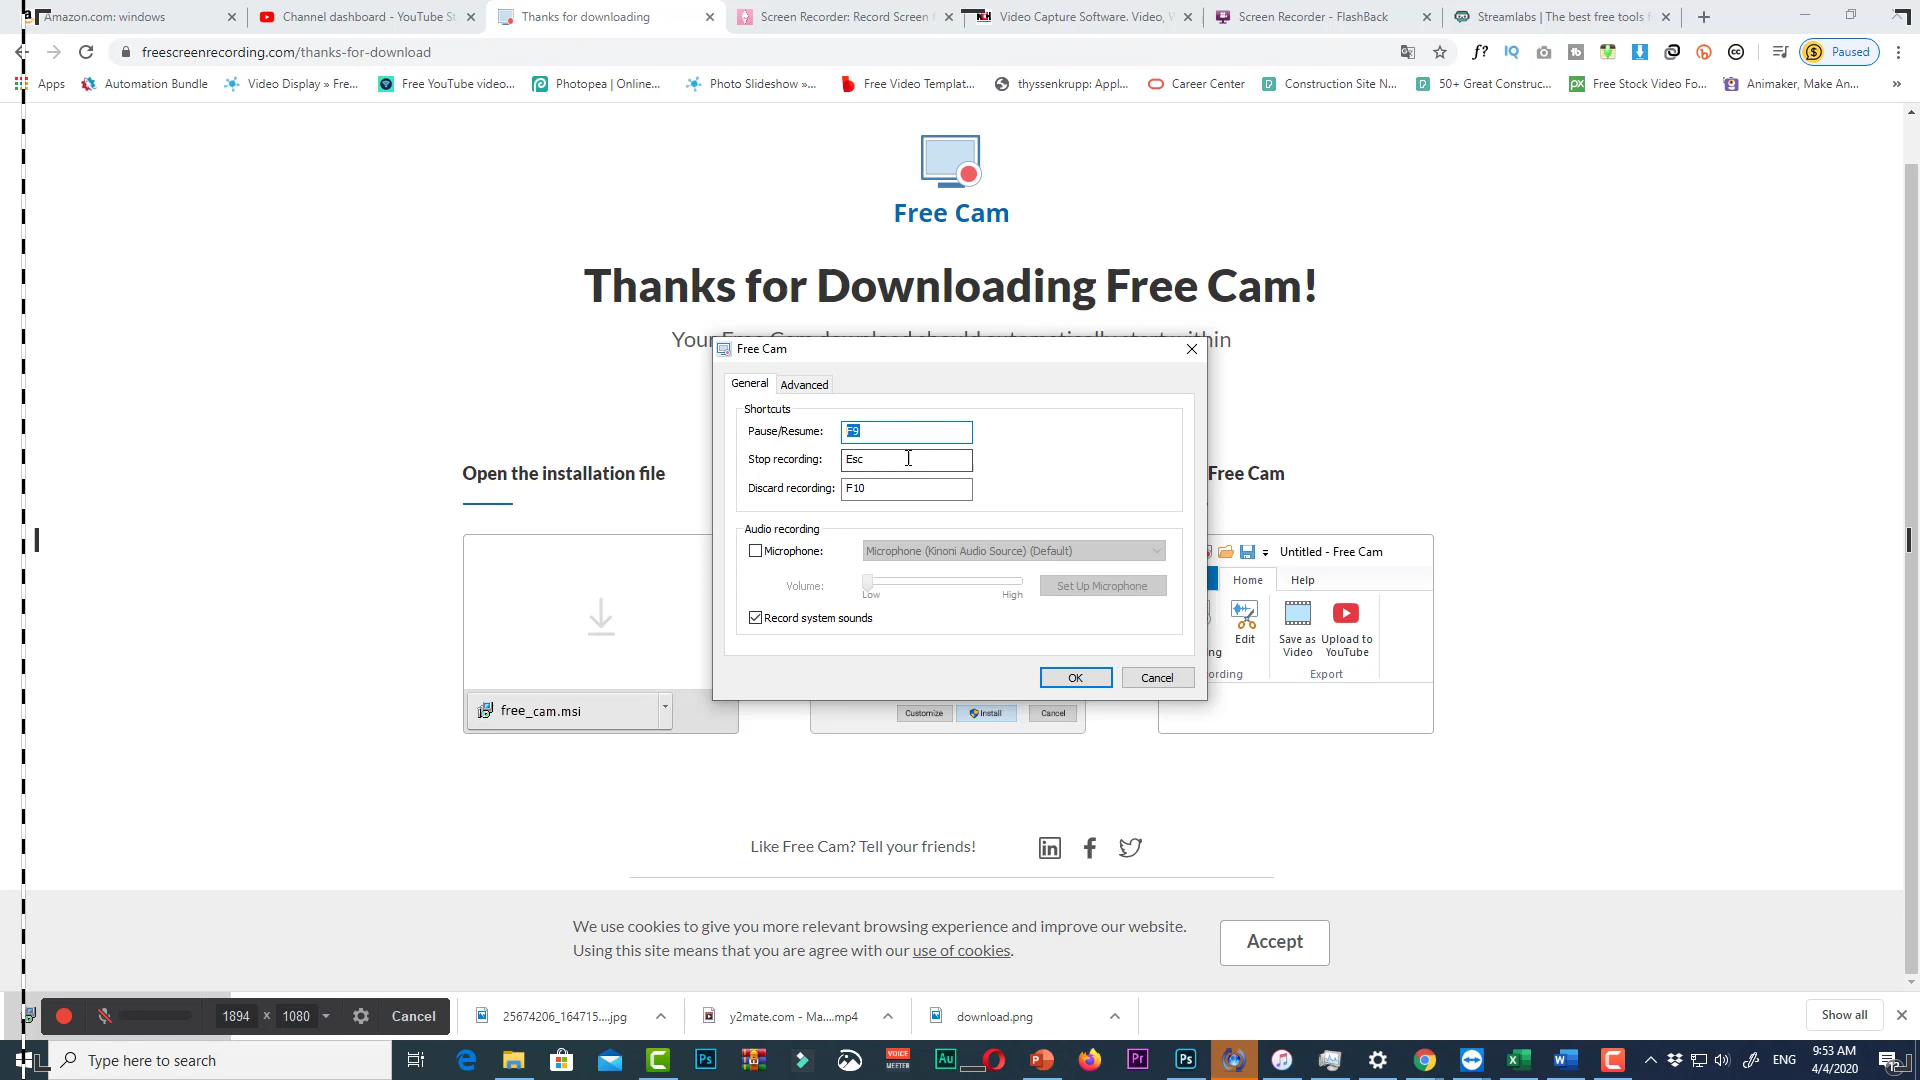 Amazon.com: windows
Channel dashboard - YouTube St
Thanks for downloading
Screen Recorder: Record Screen f
NCH
Video Capture Software. Video, W
Screen Recorder - FlashBack
Streamlabs | The best free tools f
freescreenrecording.com/thanks-for-download
f?
IQ
Paused
Apps
Automation Bundle
Video Display » Fre...
Free YouTube video...
Photopea | Online...
Photo Slideshow »...
Free Video Templat...
thyssenkrupp: Appl...
Career Center
Construction Site N...
50+ Great Construc...
Free Stock Video Fo...
Animaker, Make An...
Free Cam
Thanks for Downloading Free Cam!
Free Cam
General
Advanced
Shortcuts
Pause/Resume:
F9
Stop recording:
Esc
Discard recording:
F10
Audio recording
Microphone:
Microphone (Kinoni Audio Source) (Default)
Volume:
Low
High
Set Up Microphone
Record system sounds
OK
Cancel
Open the installation file
free_cam.msi
Customize
Install
Cancel
Free Cam
Untitled - Free Cam
Home
Help
Edit
Save as Video
Upload to YouTube
Export
Like Free Cam? Tell your friends!
We use cookies to give you more relevant browsing experience and improve our website.
Using this site means that you are agree with our use of cookies.
Accept
1894 x 1080
Cancel
25674206_164715....jpg
y2mate.com - Ma....mp4
download.png
Show all
Type here to search
VOICE MEETER
ENG
9:53 AM
4/4/2020